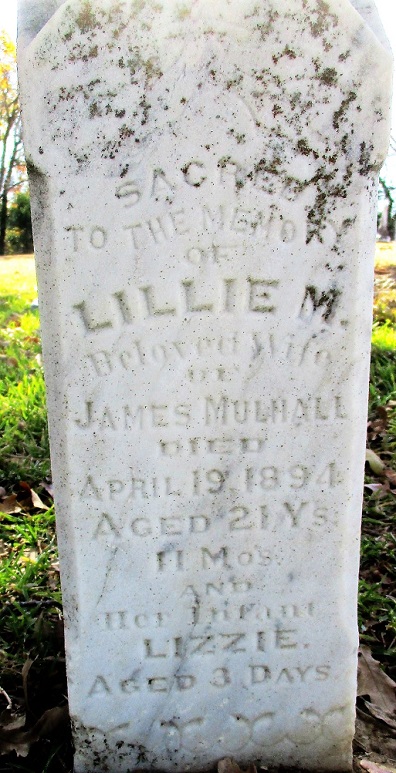 SACRED
TO THE MEMORY
OF
LILLIE M.
Beloved Wife
OF
JAMES MULHALL
DIED
APRIL 19, 1894
AGED 21 YS.
11 MOS.
AND
Her Infant
LIZZIE.
AGED 3 DAYS